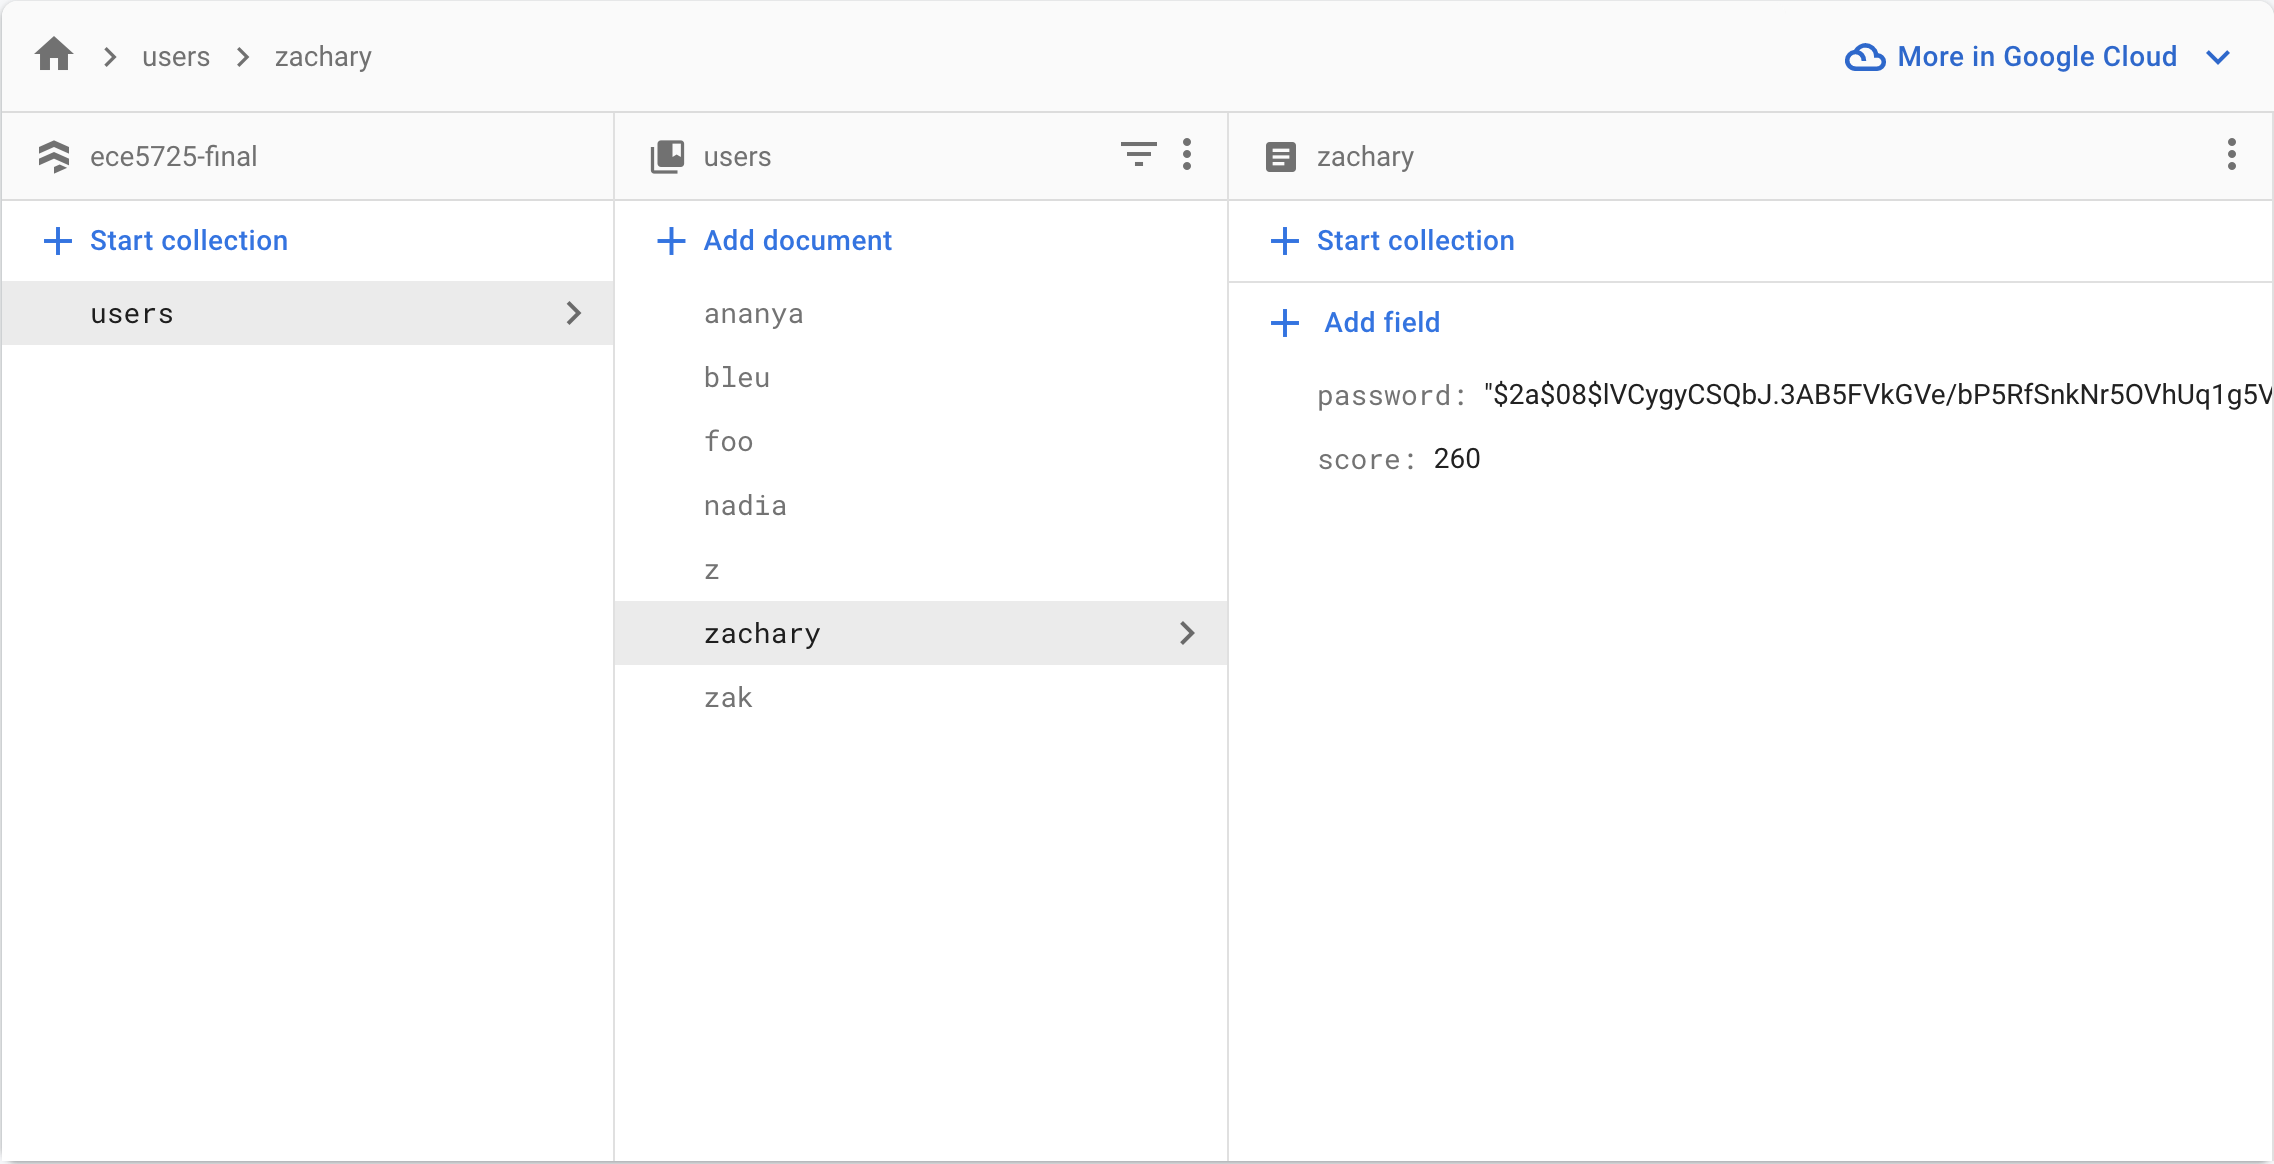 users zachary
More in Google Cloud
ece5725-final
Start collection
users
users
Add document
ananya
bleu
foo
nadia
z
zachary
zak
zachary
Start collection
Add field
password: "$2a$08$lVCygyCSQbJ.3AB5FVkGVe/bP5RfSnkNr5OVhUq1g5V
score: 260